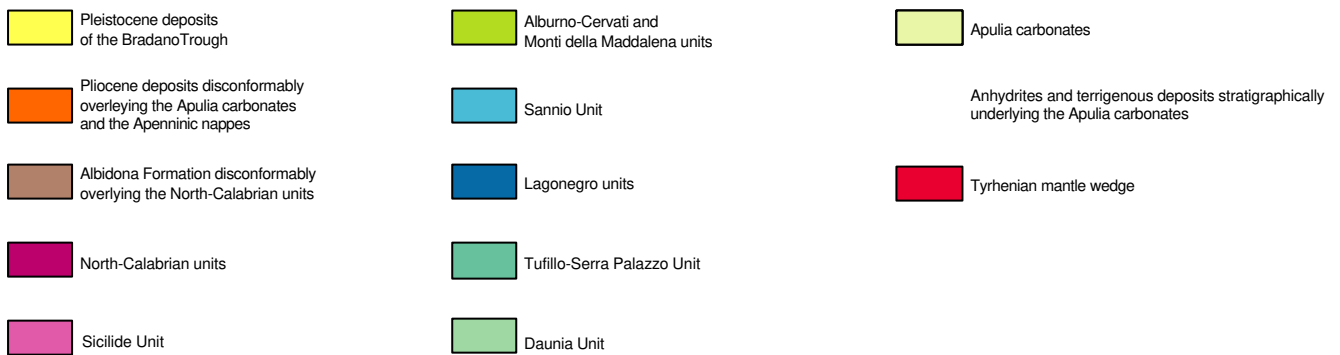 Pleistocene deposits
of the BradanoTrough
Pliocene deposits disconformably
overleying the Apulia carbonates
and the Apenninic nappes
Albidona Formation disconformably
overlying the North-Calabrian units
North-Calabrian units
Sicilide Unit
Alburno-Cervati and
Monti della Maddalena units
Sannio Unit
Lagonegro units
Tufillo-Serra Palazzo Unit
Daunia Unit
Apulia carbonates
Anhydrites and terrigenous deposits stratigraphically
underlying the Apulia carbonates
Tyrhenian mantle wedge